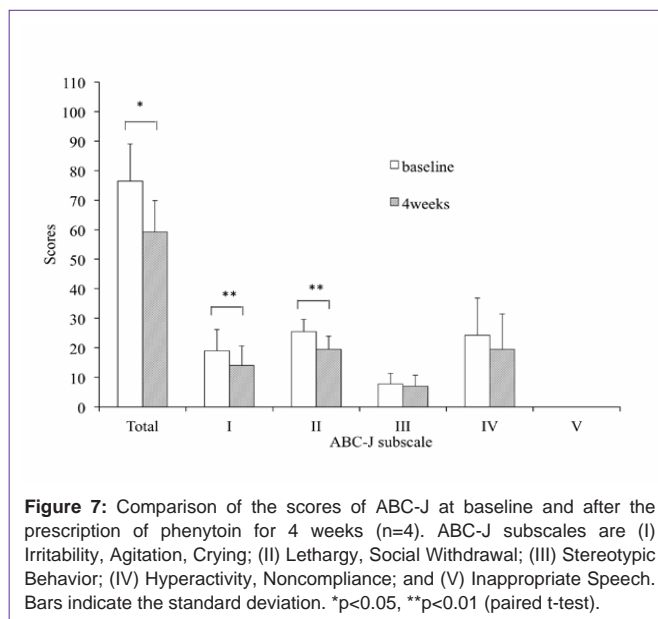 110
100
90
80
70
60
50
40
30
20
10
0
Scores
*
**
**
baseline
4weeks
Total I II III IV V
ABC-J subscale
Figure 7: Comparison of the scores of ABC-J at baseline and after the
prescription of phenytoin for 4 weeks (n=4). ABC-J subscales are (I)
Irritability, Agitation, Crying; (II) Lethargy, Social Withdrawal; (III) Stereotypic
Behavior; (IV) Hyperactivity, Noncompliance; and (V) Inappropriate Speech.
Bars indicate the standard deviation. *p<0.05, **p<0.01 (paired t-test).